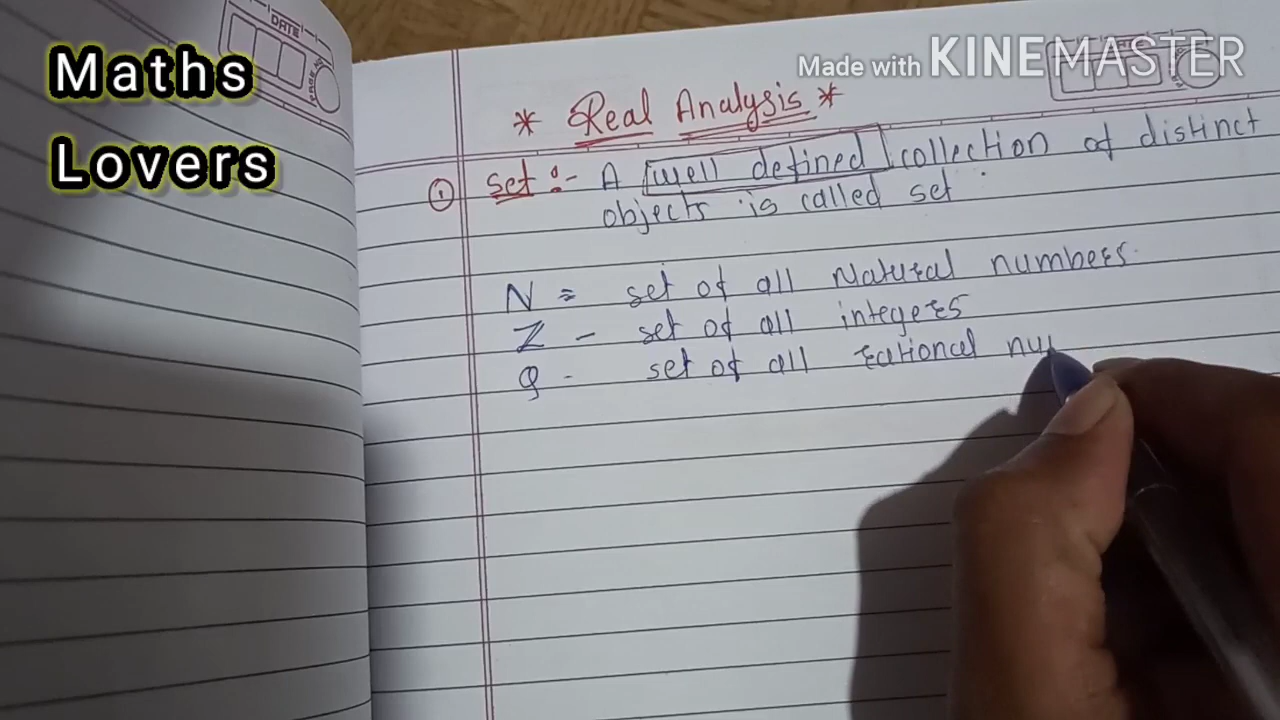 Maths
Lovers
Made with KINEMASTER
DATE
* Real Analysis *
① Set :- A well defined collection of distinct
objects is called set.
N = set of all Natural numbers.
Z - set of all integers
Q - set of all rational nu